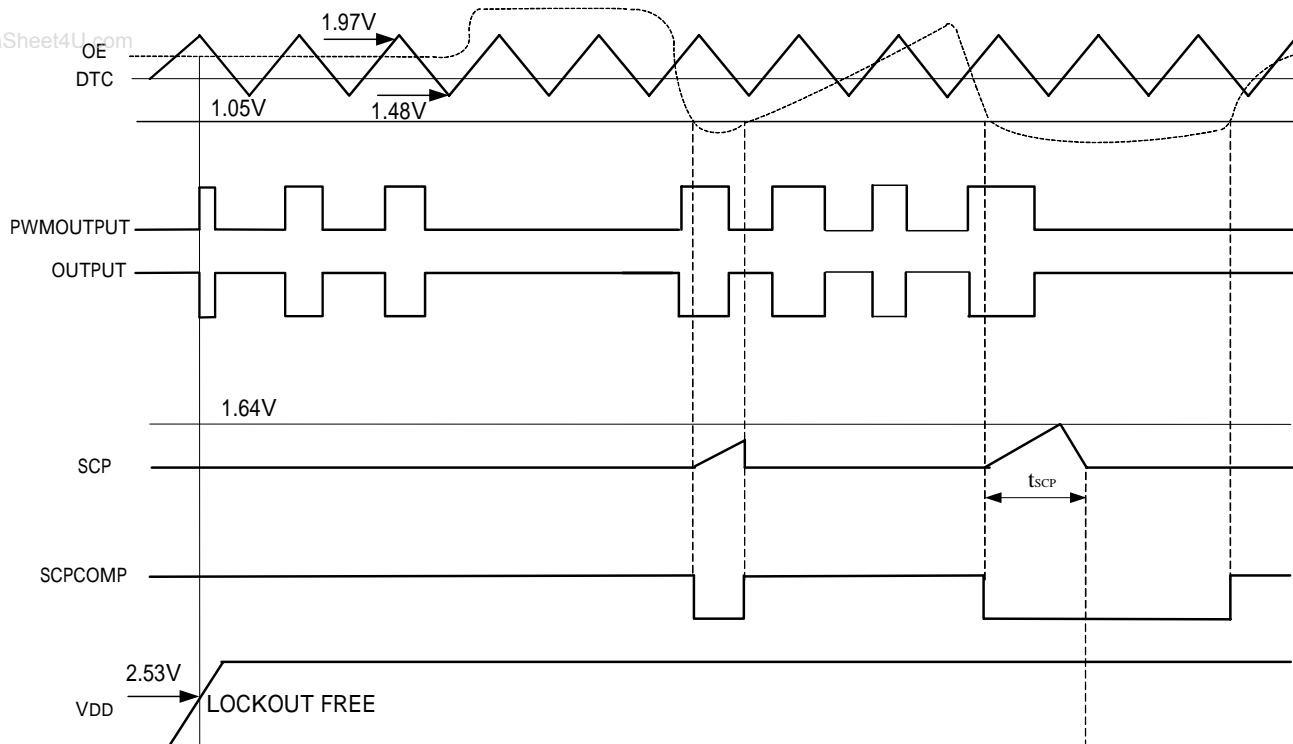 1.97V
aSheet4U.com
OE
DTC
1.05V
1.48V
PWMOUTPUT
OUTPUT
1.64V
SCP
tSCP
SCPCOMP
2.53V
VDD
LOCKOUT FREE